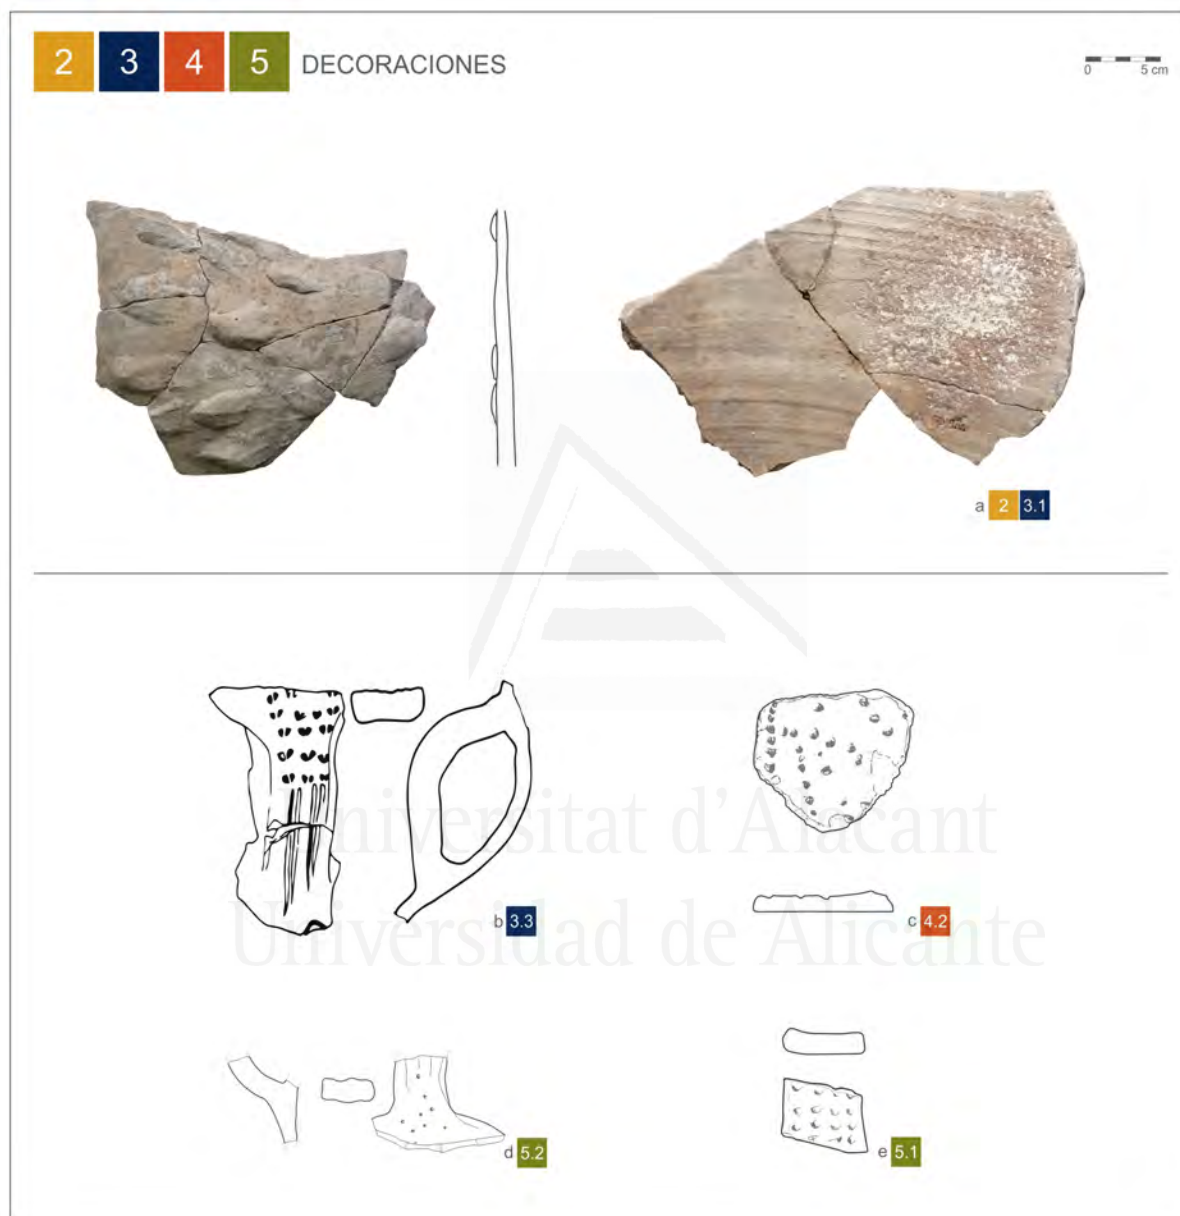 2 3 4 5 DECORACIONES
0 5 cm
a 2 3.1
b 3.3
c 4.2
Universitat d'Alacant
Universidad de Alicante
d 5.2
e 5.1